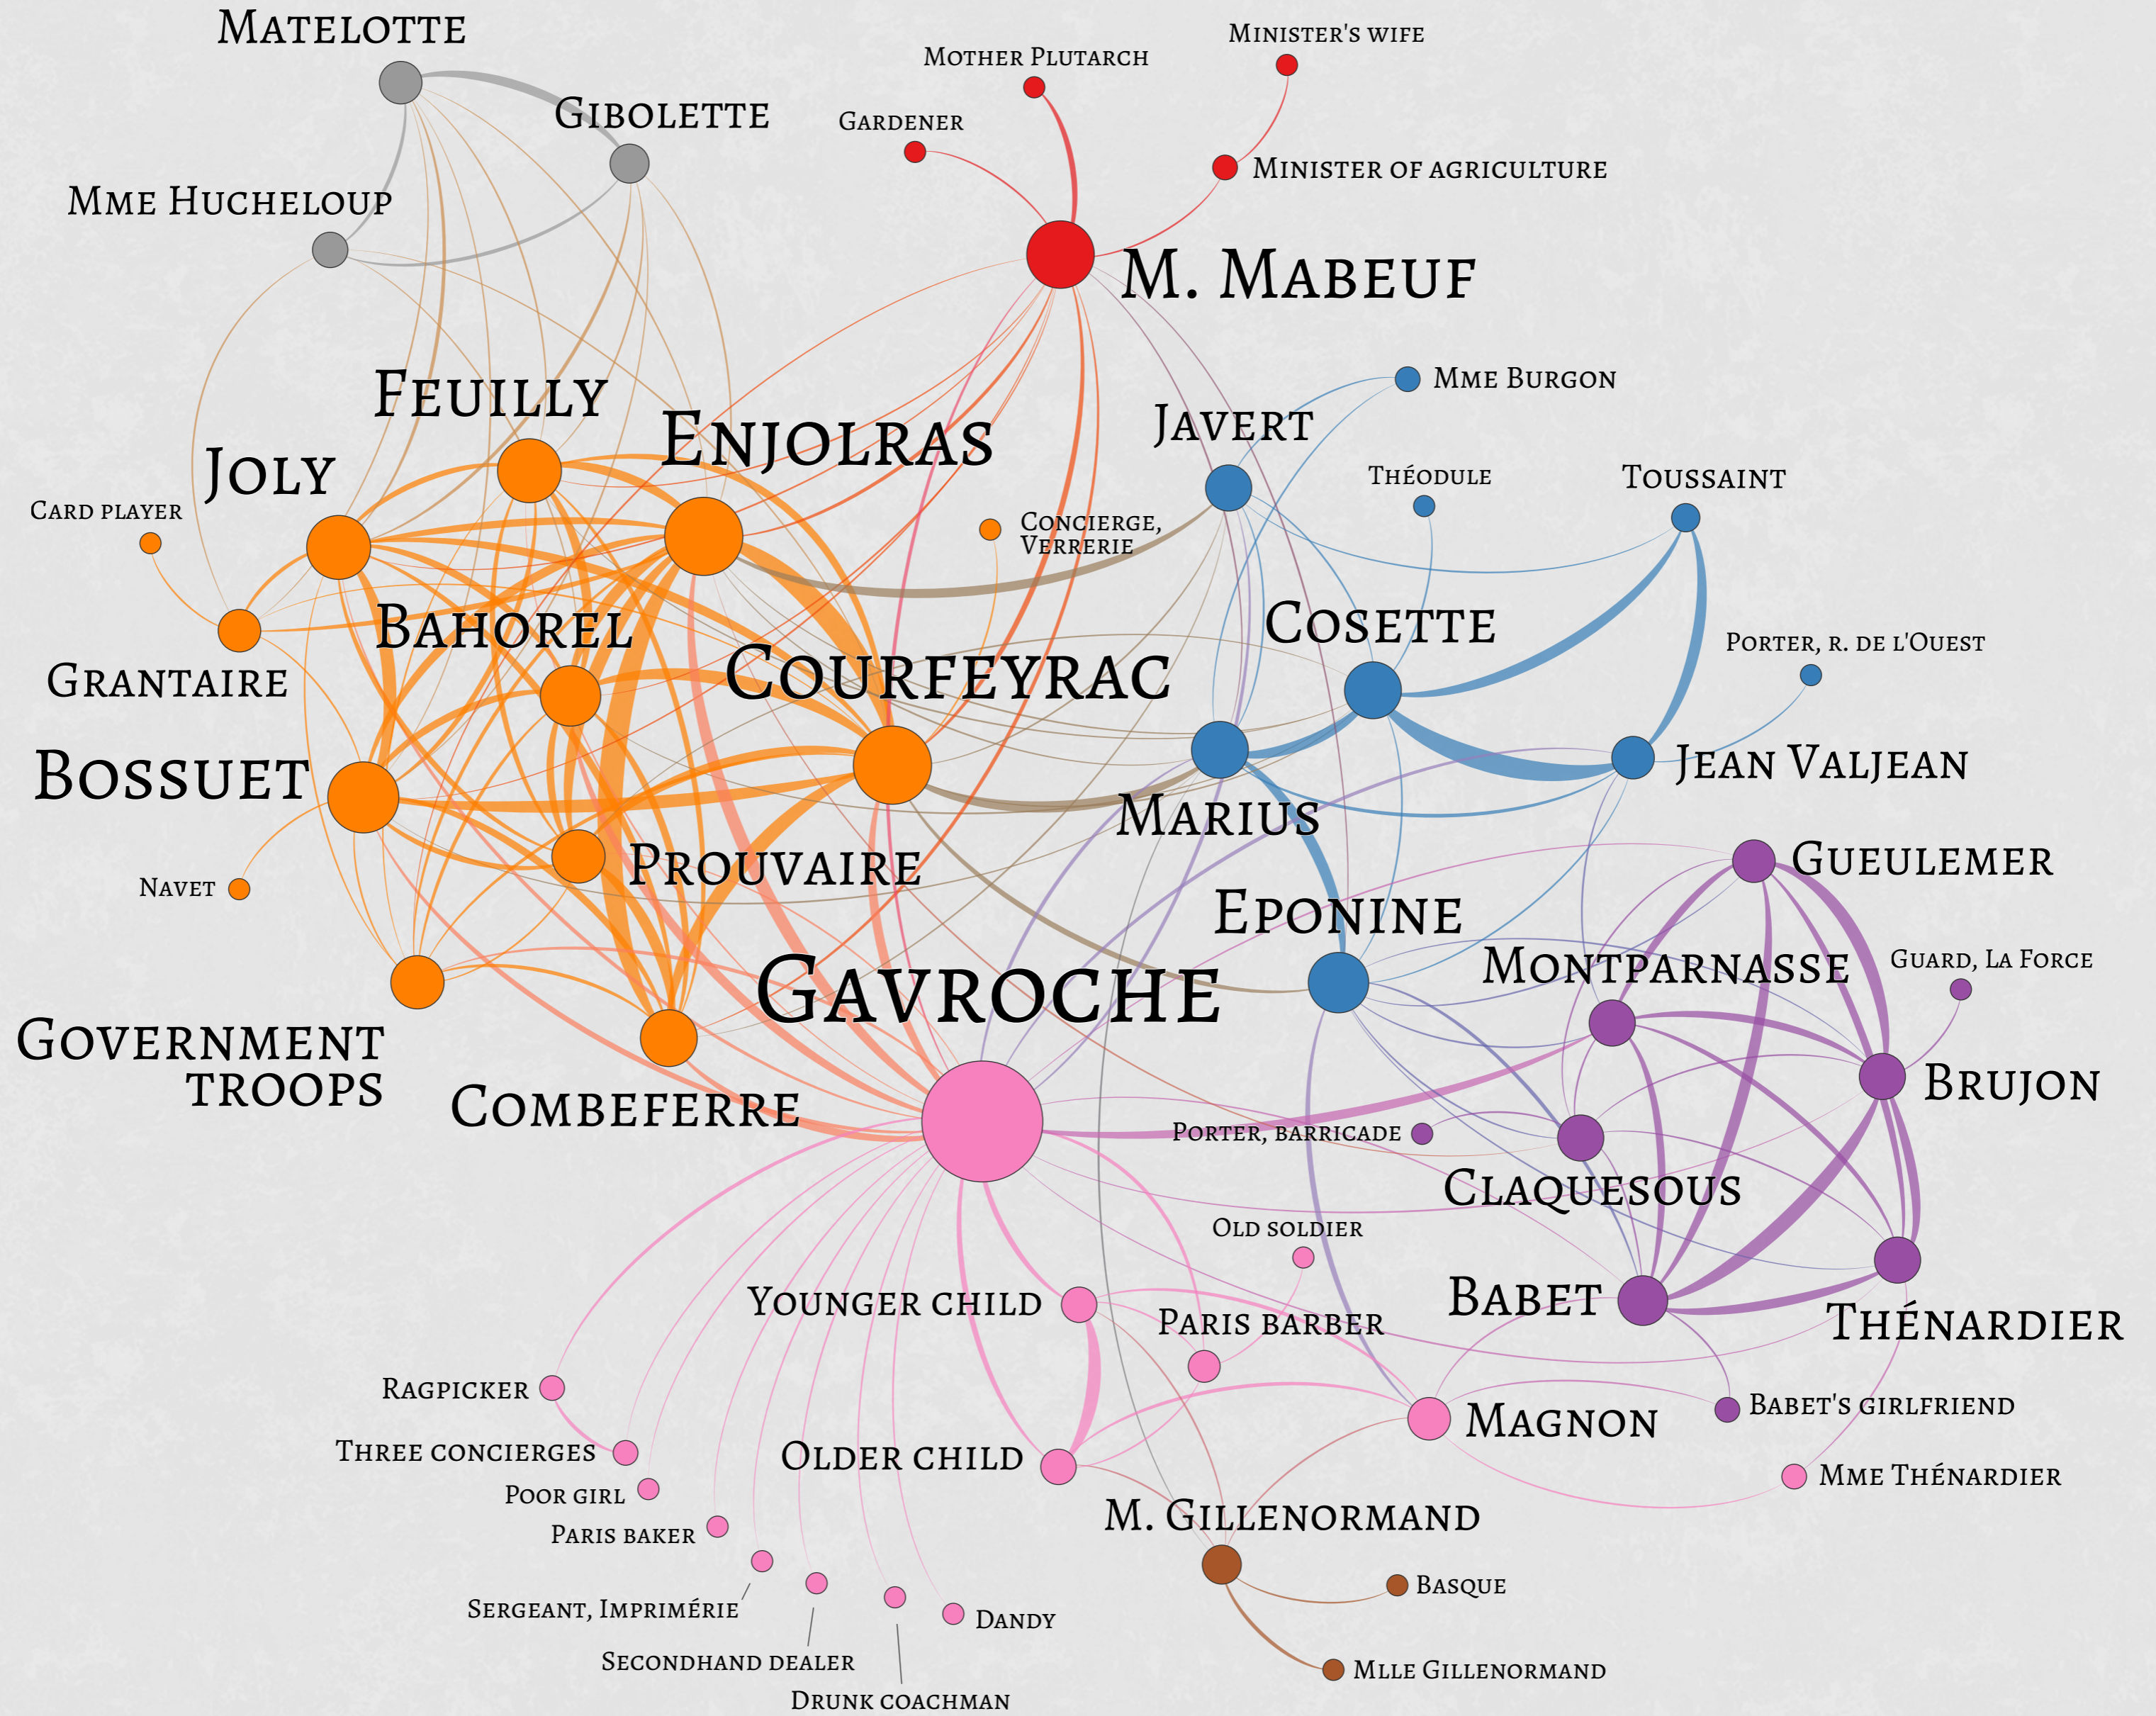 Matelotte
Minister's wife
Mother Plutarch
Gibolette
Gardener
Minister of agriculture
Mme Hucheloup
M. Mabeuf
Mme Burgon
Feuilly
Javert
Enjolras
Joly
Théodule
Toussaint
Card player
Concierge,
Verrerie
Bahorel
Cosette
Porter, r. de l'Ouest
Courfeyrac
Grantaire
Bossuet
Jean Valjean
Marius
Prouvaire
Gueulemer
Navet
Eponine
Montparnasse
Guard, La Force
Gavroche
Government
troops
Brujon
Combeferre
Porter, barricade
Claquesous
Old soldier
Younger child
Babet
Paris barber
Thénardier
Ragpicker
Babet's girlfriend
Magnon
Three concierges
Older child
Mme Thénardier
Poor girl
M. Gillenormand
Paris baker
Basque
Sergeant, Imprimérie
Dandy
Secondhand dealer
Mlle Gillenormand
Drunk coachman